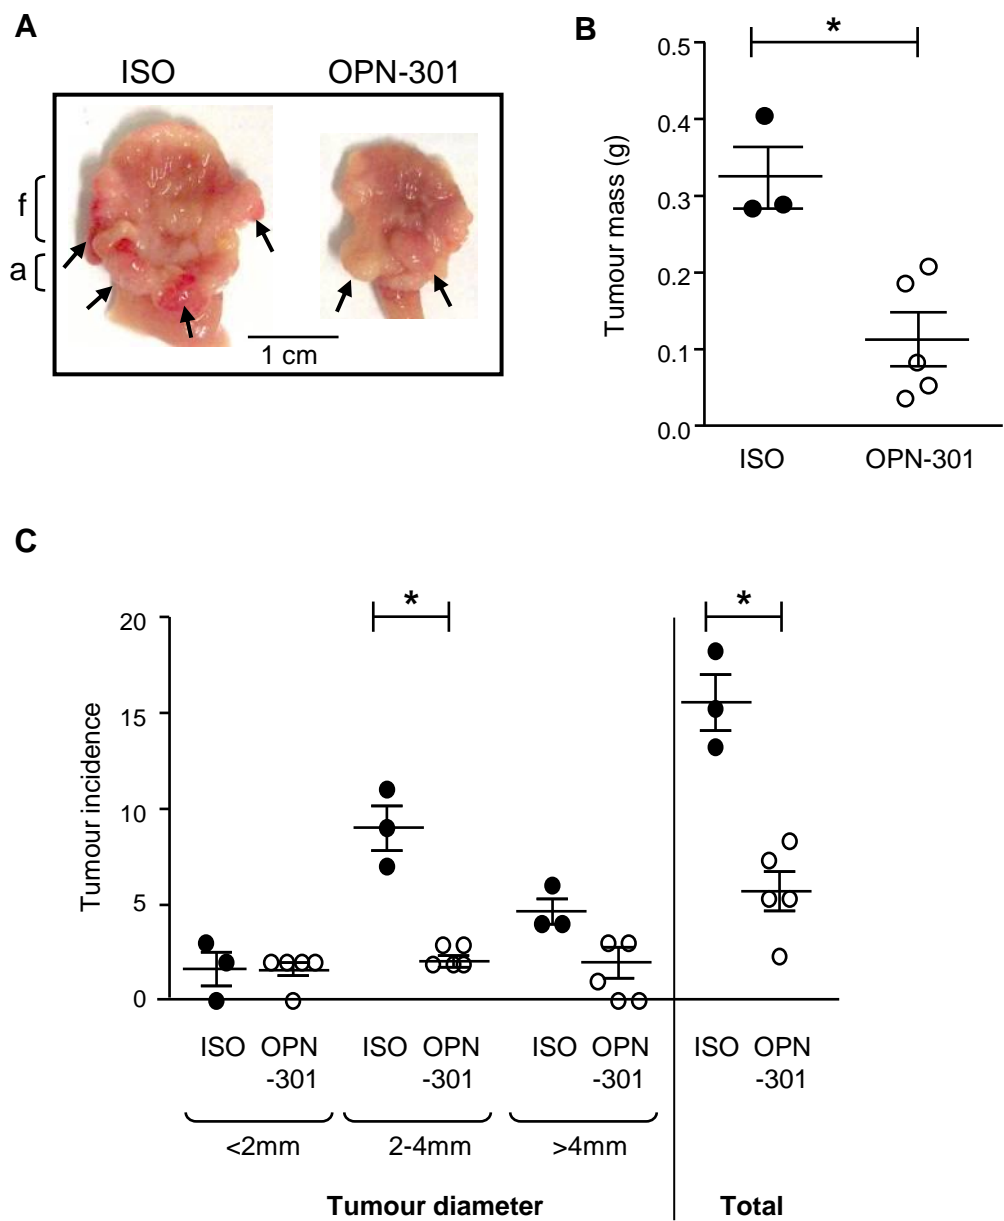 A
ISO OPN-301
f
a
1 cm
B
*
Tumour mass (g)
0.5
0.4
0.3
0.2
0.1
0.0
ISO OPN-301
C
* *
Tumour incidence
20
15
10
5
0
ISO OPN ISO OPN ISO OPN ISO OPN
-301 -301 -301 -301
<2mm 2-4mm >4mm
Tumour diameter Total